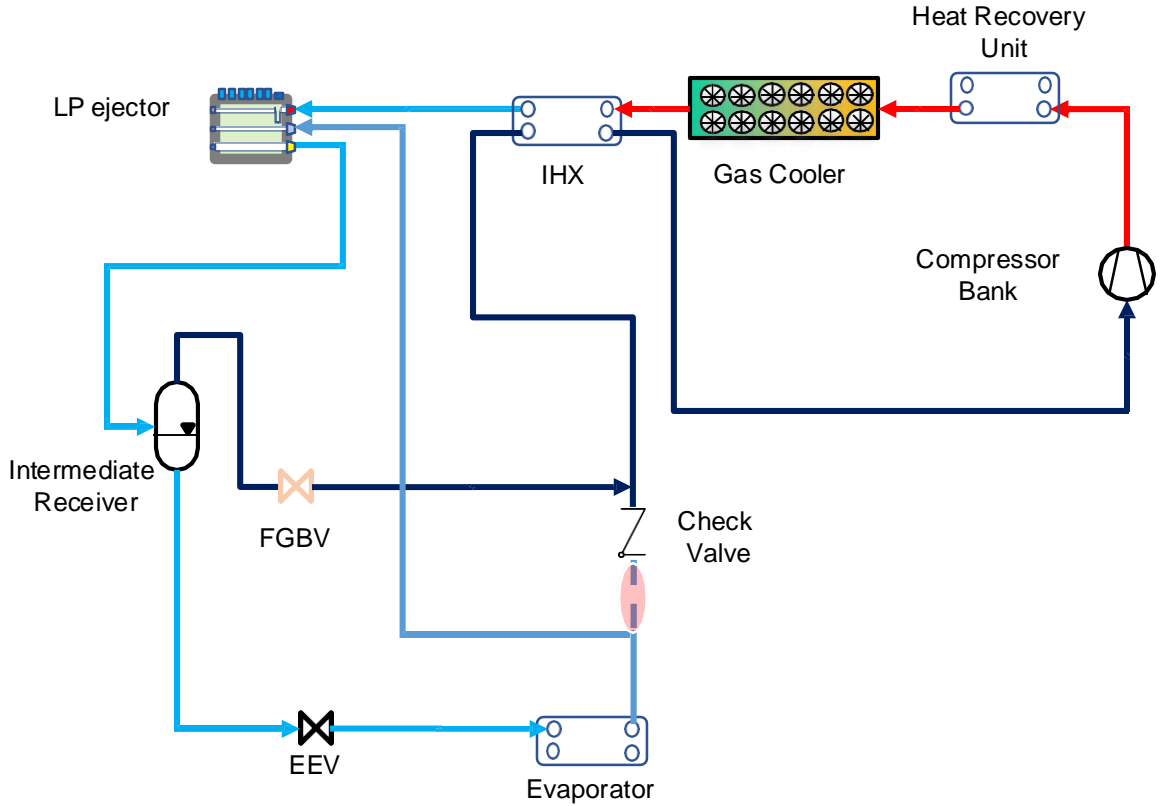 Heat Recovery
Unit
LP ejector
IHX
Gas Cooler
Compressor
Bank
Intermediate
Receiver
FGBV
Check
Valve
EEV
Evaporator